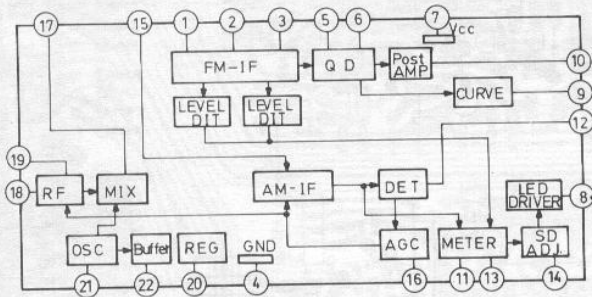 17
15
1
2
3
5
6
7
Vcc
FM-IF
QD
Post
AMP
10
LEVEL
DIT
LEVEL
DIT
CURVE
9
12
19
18
RF
MIX
AM-IF
DET
LED
DRIVER
8
OSC
Buffer
REG
GND
AGC
METER
SD
ADJ.
21
22
20
4
16
11
13
14